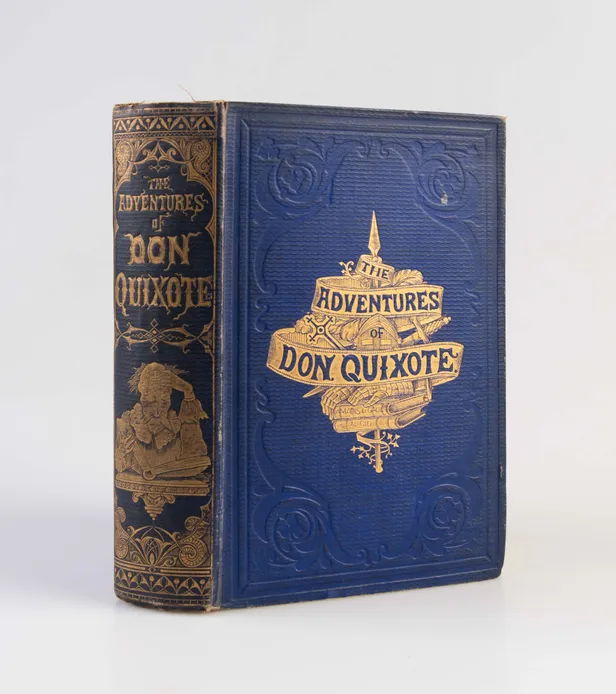 THE
ADVENTURES
of
DON
QUIXOTE
THE
ADVENTURES
OF
DON. QUIXOTE.